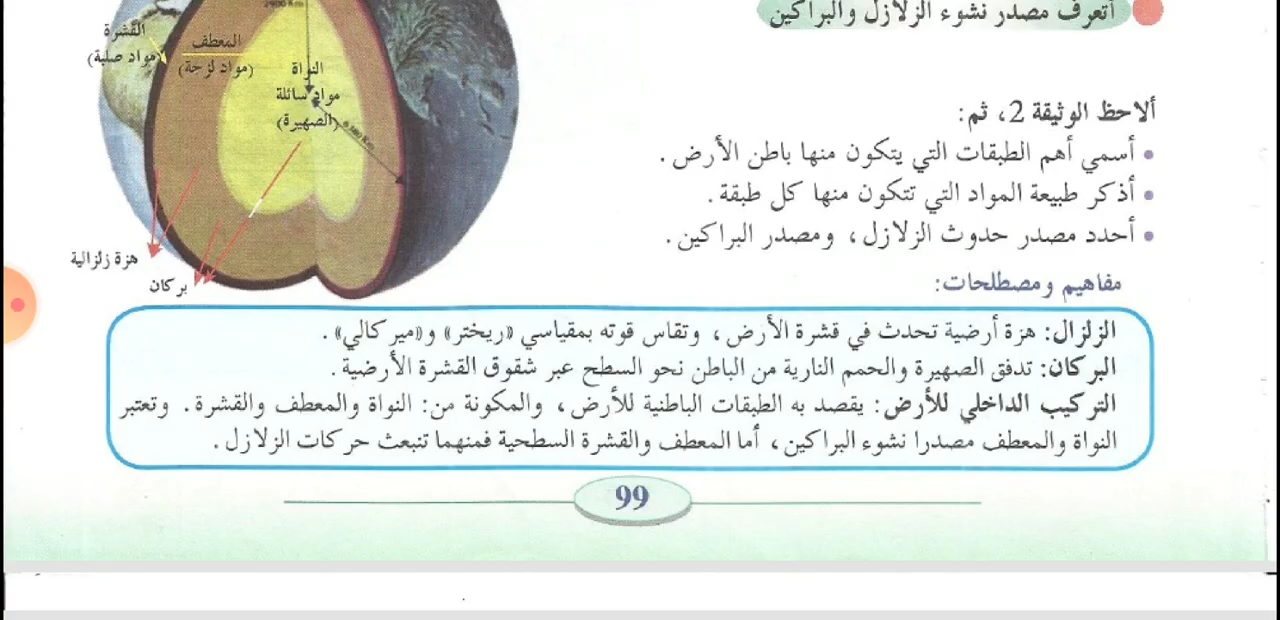 أتعرف مصدر نشوء الزلازل والبراكين
2900 Km
القشرة
(مواد صلبة)
المعطف
(مواد لزجة)
النواة
مواد سائلة
(الصهيرة)
هزة زلزالية
بركان
ألاحظ الوثيقة 2، ثم:
• أسمي أهم الطبقات التي يتكون منها باطن الأرض.
• أذكر طبيعة المواد التي تتكون منها كل طبقة.
• أحدد مصدر حدوث الزلازل، ومصدر البراكين.
مفاهيم ومصطلحات:
الزلزال: هزة أرضية تحدث في قشرة الأرض، وتقاس قوته بمقياسي «ريختر» و«ميركالي».
البركان: تدفق الصهيرة والحمم النارية من الباطن نحو السطح عبر شقوق القشرة الأرضية.
التركيب الداخلي للأرض: يقصد به الطبقات الباطنية للأرض، والمكونة من: النواة والمعطف والقشرة. وتعتبر
النواة والمعطف مصدرا نشوء البراكين، أما المعطف والقشرة السطحية فمنهما تنبعث حركات الزلازل.
99